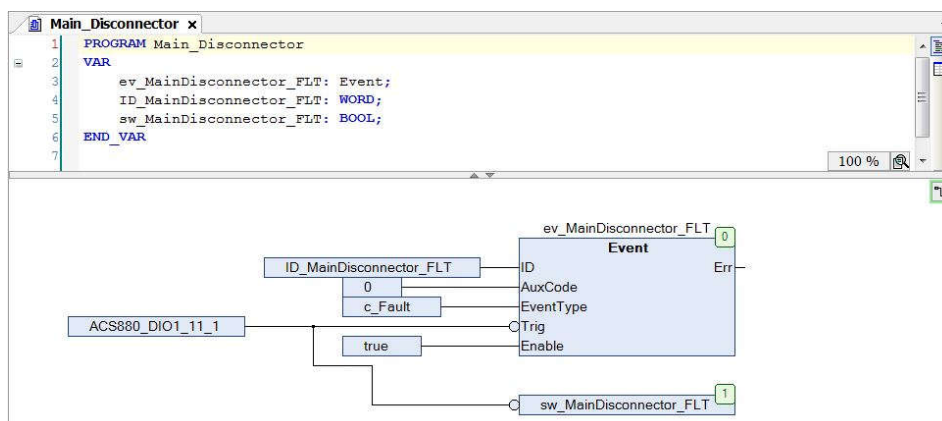 Main_Disconnector x
1 PROGRAM Main_Disconnector
2 VAR
3 ev_MainDisconnector_FLT: Event;
4 ID_MainDisconnector_FLT: WORD;
5 sw_MainDisconnector_FLT: BOOL;
6 END_VAR
7
100 %
ev_MainDisconnector_FLT 0
Event
ID_MainDisconnector_FLT ID Err
0 AuxCode
c_Fault EventType
ACS880_DIO1_11_1 Trig
true Enable
sw_MainDisconnector_FLT 1